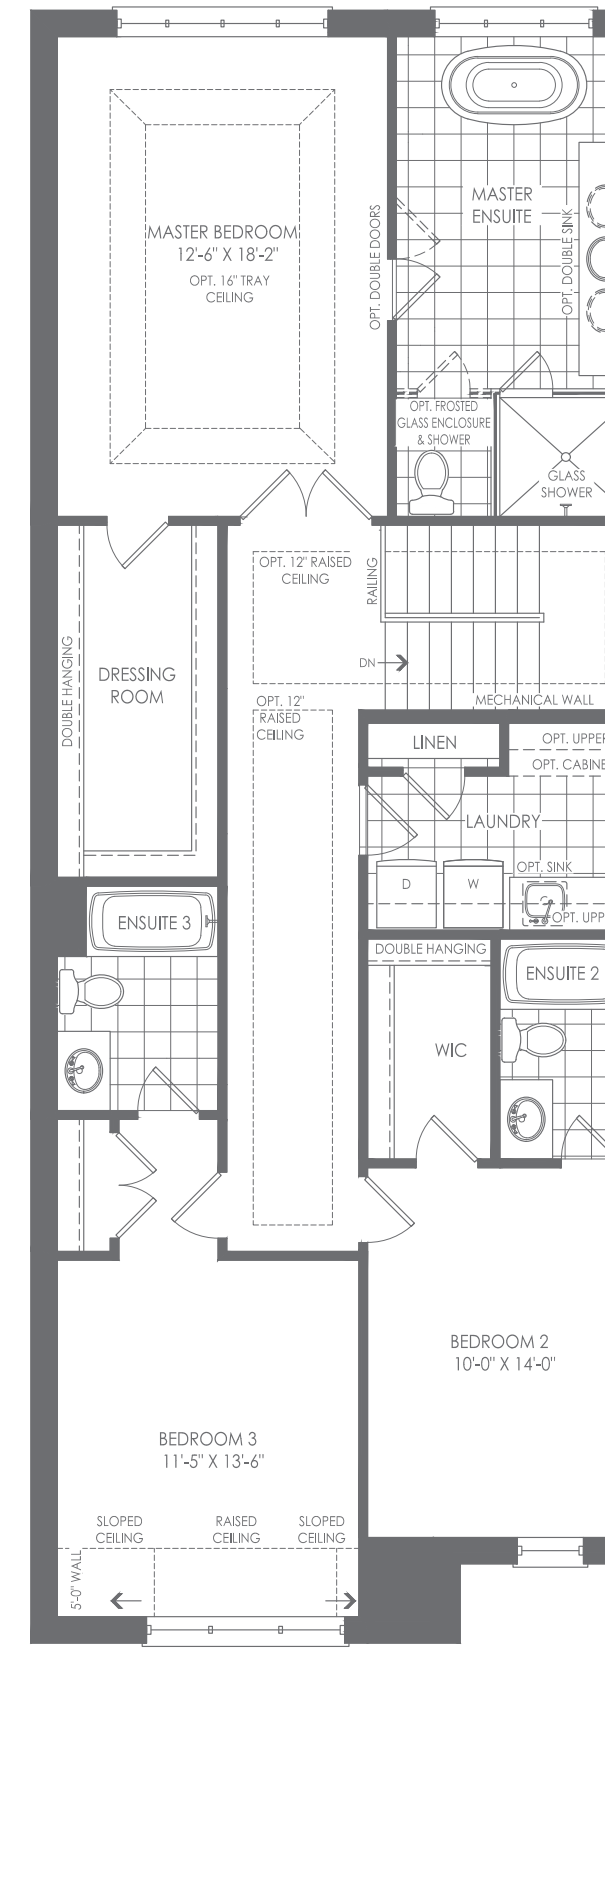 MASTER BEDROOM
12'-6" X 18'-2"
OPT. 16" TRAY
CEILING
OPT. DOUBLE DOORS
MASTER
ENSUITE
OPT. DOUBLE SINK
OPT. FROSTED
GLASS ENCLOSURE
& SHOWER
GLASS
SHOWER
OPT. 12" RAISED
CEILING
RAILING
DN
MECHANICAL WALL
DOUBLE HANGING
DRESSING
ROOM
OPT. 12"
RAISED
CEILING
LINEN
OPT. UPPER
OPT. CABINE
LAUNDRY
D
W
OPT. SINK
OPT. UPP
ENSUITE 3
DOUBLE HANGING
ENSUITE 2
WIC
BEDROOM 2
10'-0" X 14'-0"
BEDROOM 3
11'-5" X 13'-6"
SLOPED
CEILING
RAISED
CEILING
SLOPED
CEILING
5'-0" WALL